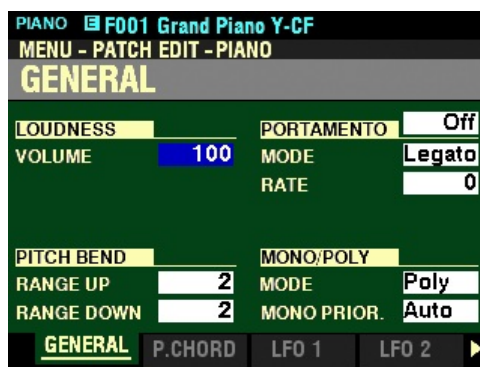 PIANO E F001 Grand Piano Y-CF
MENU - PATCH EDIT - PIANO
GENERAL
LOUDNESS
VOLUME 100
PORTAMENTO Off
MODE Legato
RATE 0
PITCH BEND
RANGE UP 2
RANGE DOWN 2
MONO/POLY
MODE Poly
MONO PRIOR. Auto
GENERAL P.CHORD LFO 1 LFO 2